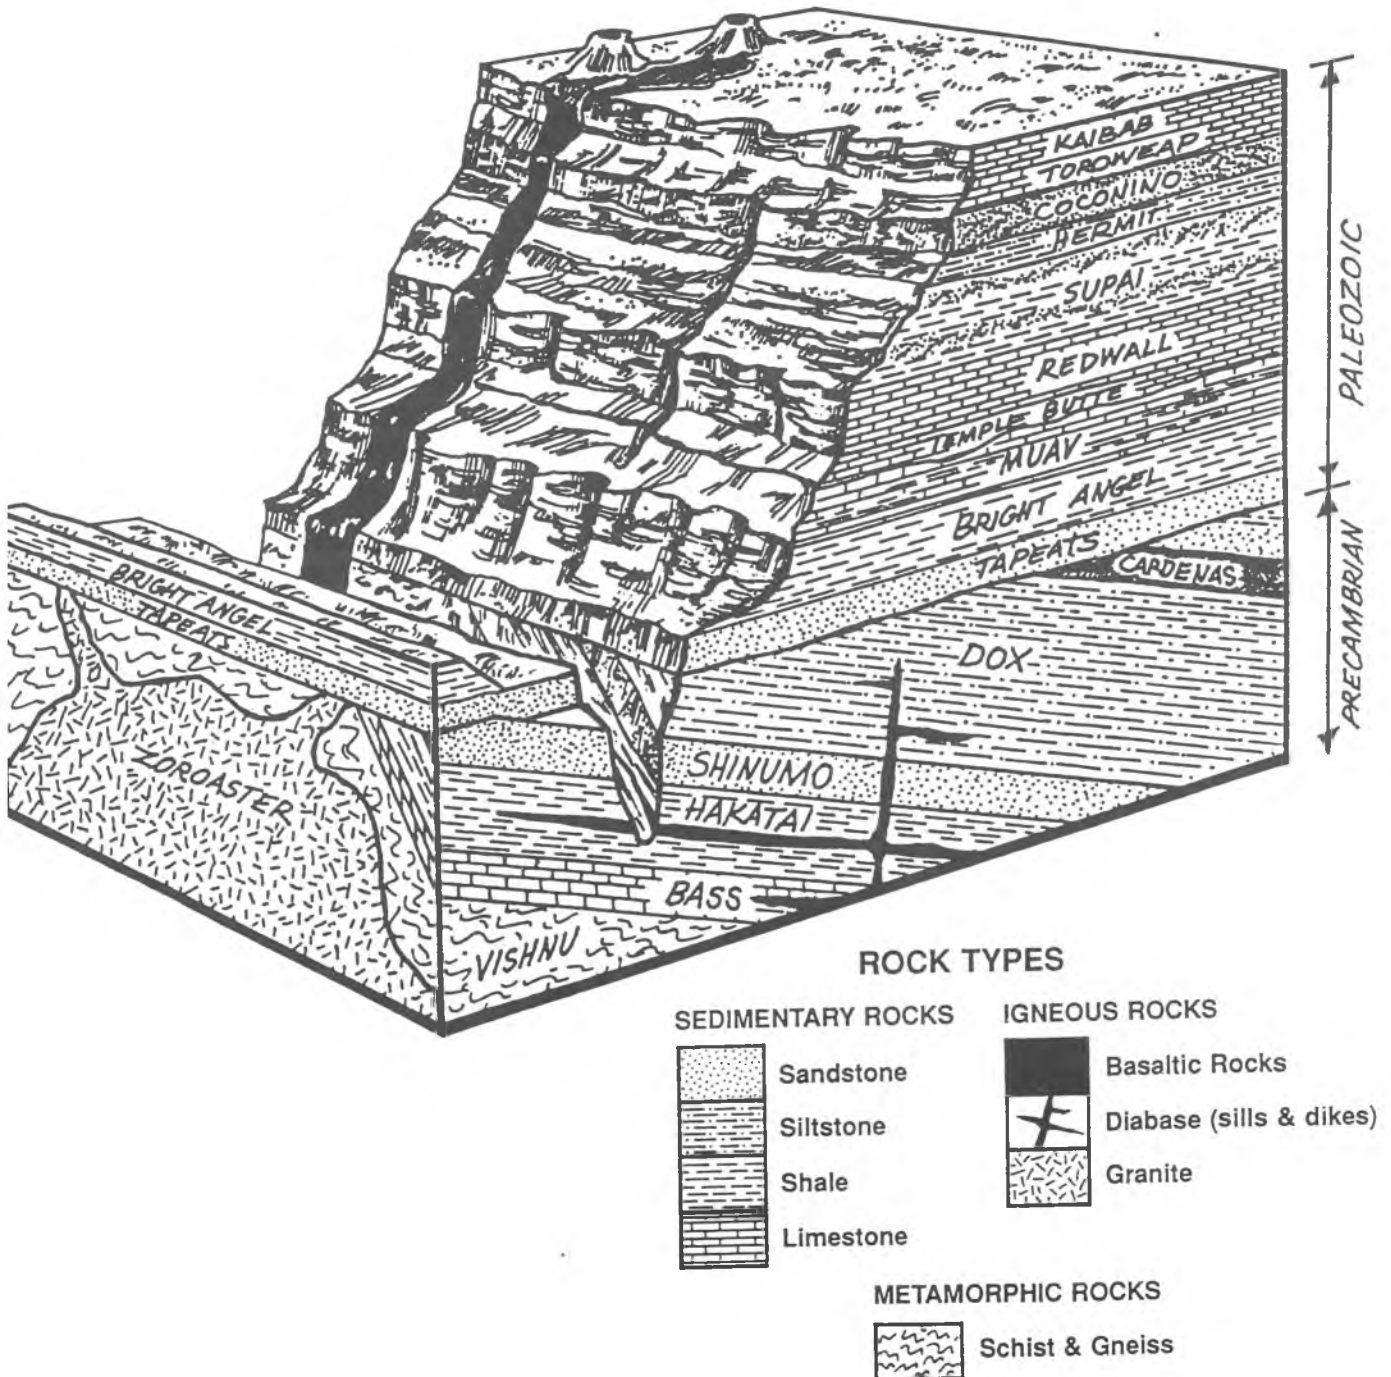 KAIBAB
TOROWEAP
COCONINO
HERMIT
SUPAI
REDWALL
TEMPLE BUTTE
MUAV
BRIGHT ANGEL
TAPEATS
CARDENAS
DOX
SHINUMO
HAKATAI
BASS
VISHNU
BRIGHT ANGEL
TAPEATS
ZOROASTER
PALEOZOIC
PRECAMBRIAN
ROCK TYPES
SEDIMENTARY ROCKS
Sandstone
Siltstone
Shale
Limestone
IGNEOUS ROCKS
Basaltic Rocks
Diabase (sills & dikes)
Granite
METAMORPHIC ROCKS
Schist & Gneiss